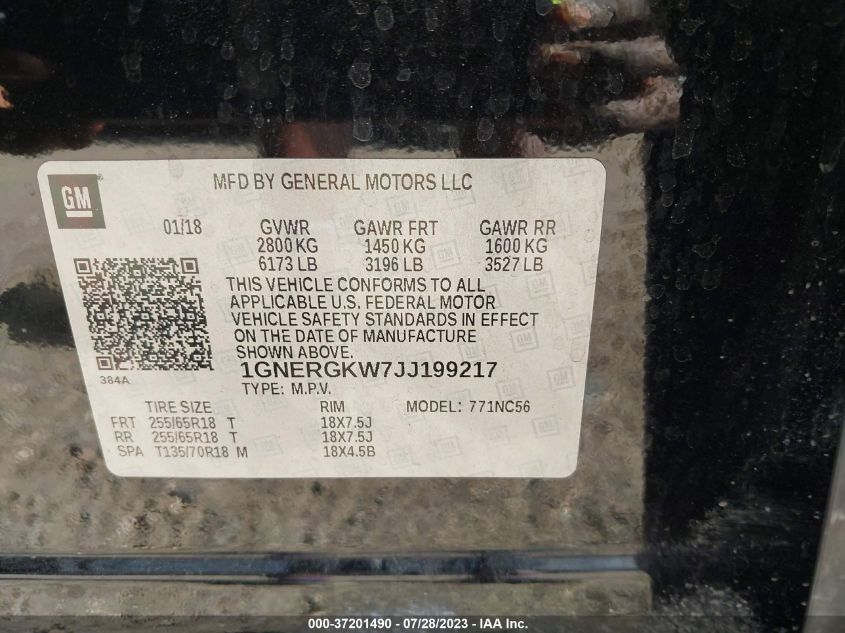 GM
MFD BY GENERAL MOTORS LLC
01/18 GVWR GAWR FRT GAWR RR
2800 KG 1450 KG 1600 KG
6173 LB 3196 LB 3527 LB
THIS VEHICLE CONFORMS TO ALL
APPLICABLE U.S. FEDERAL MOTOR
VEHICLE SAFETY STANDARDS IN EFFECT
ON THE DATE OF MANUFACTURE
SHOWN ABOVE.
384A
1GNERGKW7JJ199217
TYPE: M.P.V.
TIRE SIZE RIM MODEL: 771NC56
FRT 255/65R18 T 18X7.5J
RR 255/65R18 T 18X7.5J
SPA T135/70R18 M 18X4.5B
000-37201490 - 07/28/2023 - IAA Inc.